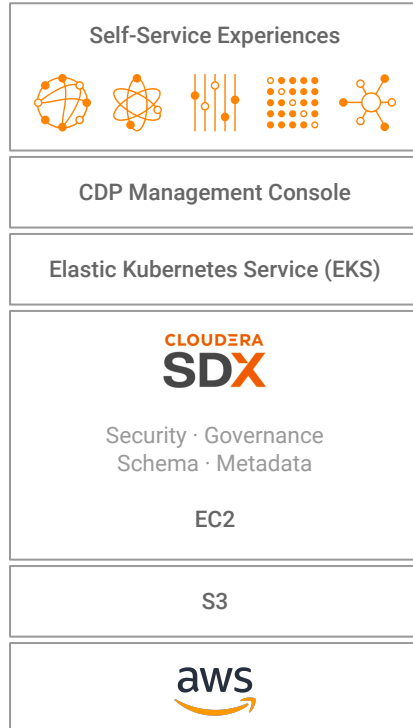 Self-Service Experiences
CDP Management Console
Elastic Kubernetes Service (EKS)
CLOUDERA
SDX
Security · Governance
Schema · Metadata
EC2
S3
aws